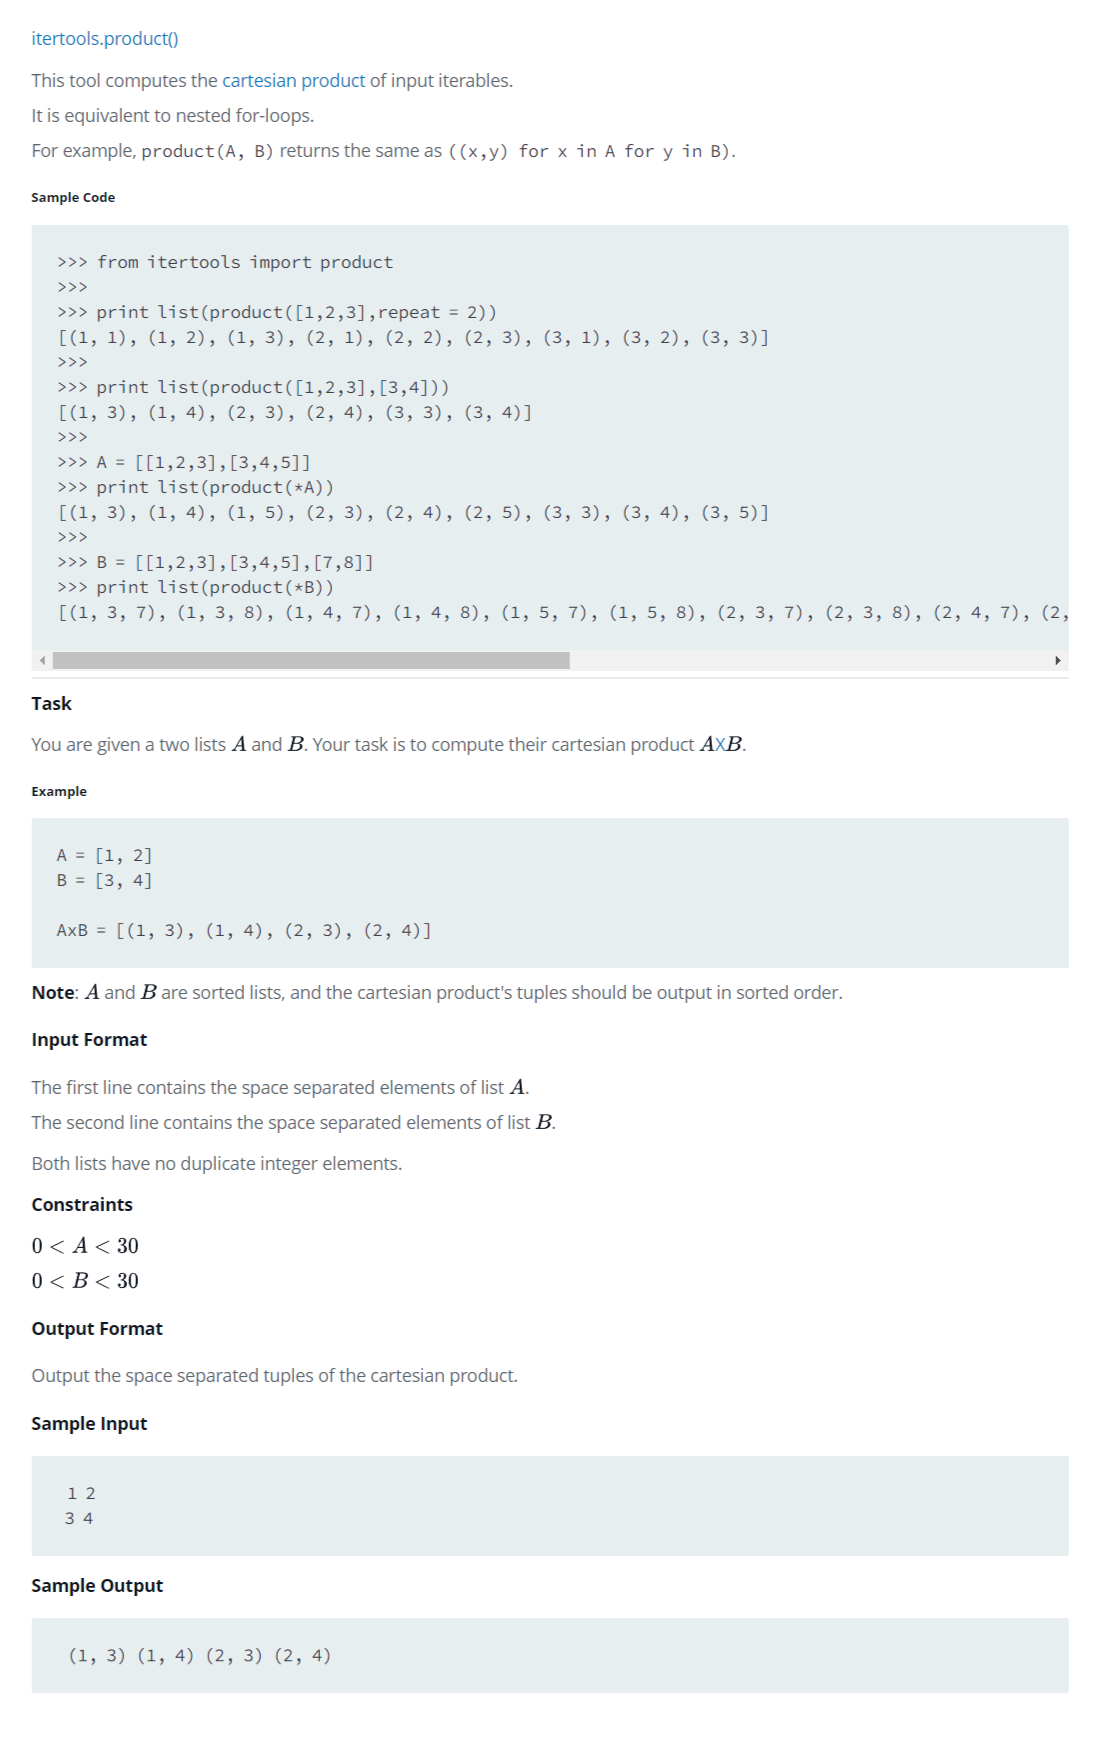 itertools.product()
This tool computes the cartesian product of input iterables.
It is equivalent to nested for-loops.
For example, product(A, B) returns the same as ((x,y) for x in A for y in B).
Sample Code
>>> from itertools import product
>>>
>>> print list(product([1,2,3],repeat = 2))
[(1, 1), (1, 2), (1, 3), (2, 1), (2, 2), (2, 3), (3, 1), (3, 2), (3, 3)]
>>>
>>> print list(product([1,2,3],[3,4]))
[(1, 3), (1, 4), (2, 3), (2, 4), (3, 3), (3, 4)]
>>>
>>> A = [[1,2,3],[3,4,5]]
>>> print list(product(*A))
[(1, 3), (1, 4), (1, 5), (2, 3), (2, 4), (2, 5), (3, 3), (3, 4), (3, 5)]
>>>
>>> B = [[1,2,3],[3,4,5],[7,8]]
>>> print list(product(*B))
[(1, 3, 7), (1, 3, 8), (1, 4, 7), (1, 4, 8), (1, 5, 7), (1, 5, 8), (2, 3, 7), (2, 3, 8), (2, 4, 7), (2,
Task
You are given a two lists A and B. Your task is to compute their cartesian product AXB.
Example
A = [1, 2]
B = [3, 4]
AxB = [(1, 3), (1, 4), (2, 3), (2, 4)]
Note: A and B are sorted lists, and the cartesian product's tuples should be output in sorted order.
Input Format
The first line contains the space separated elements of list A.
The second line contains the space separated elements of list B.
Both lists have no duplicate integer elements.
Constraints
0 < A < 30
0 < B < 30
Output Format
Output the space separated tuples of the cartesian product.
Sample Input
1 2
3 4
Sample Output
(1, 3) (1, 4) (2, 3) (2, 4)